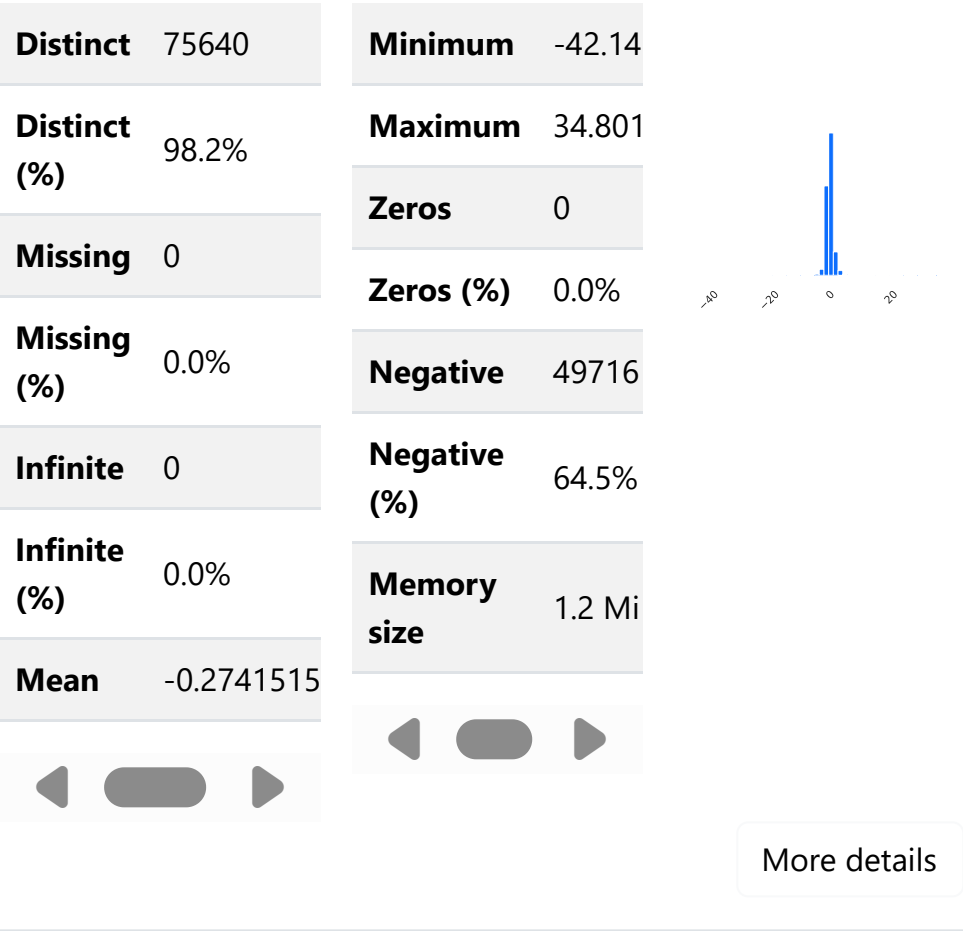 Distinct 75640
Distinct
(%) 98.2%
Missing 0
Missing
(%) 0.0%
Infinite 0
Infinite
(%) 0.0%
Mean -0.2741515
Minimum -42.14
Maximum 34.801
Zeros 0
Zeros (%) 0.0%
Negative 49716
Negative
(%) 64.5%
Memory
size 1.2 Mi
−40 −20 0 20
More details